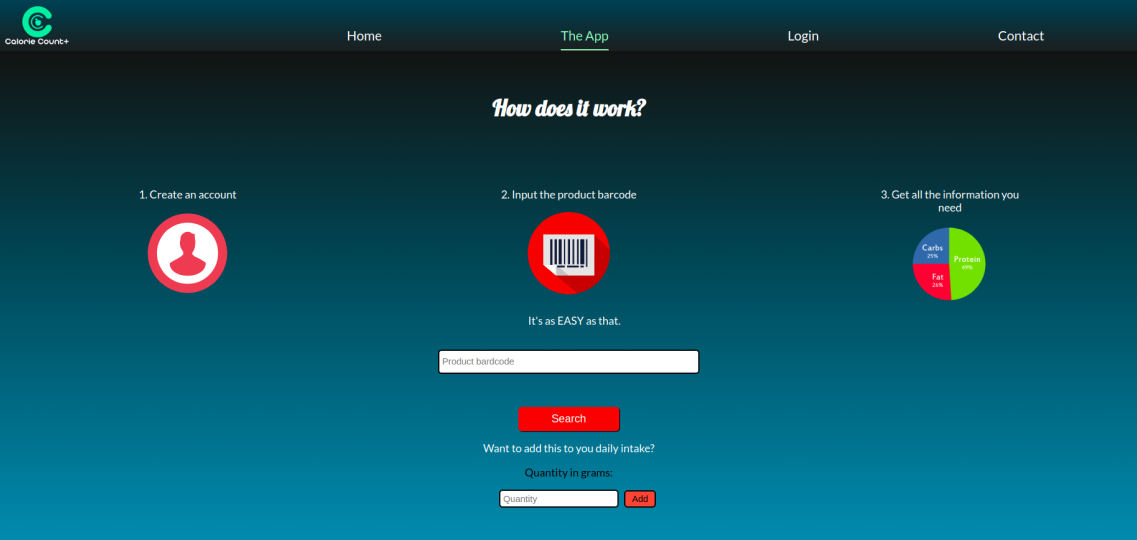 Calorie Count+
Home
The App
Login
Contact
How does it work?
1. Create an account
2. Input the product barcode
3. Get all the information you
need
Carbs
25%
Protein
49%
Fat
26%
It's as EASY as that.
Product bardcode
Search
Want to add this to you daily intake?
Quantity in grams:
Quantity
Add